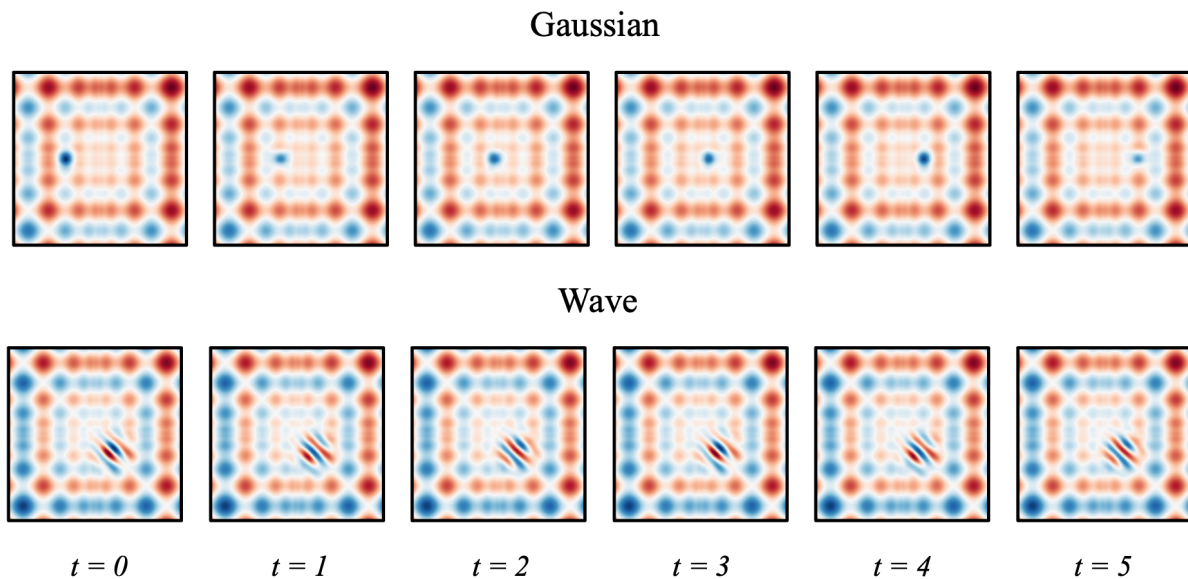 Gaussian
Wave
t = 0 t = 1 t = 2 t = 3 t = 4 t = 5